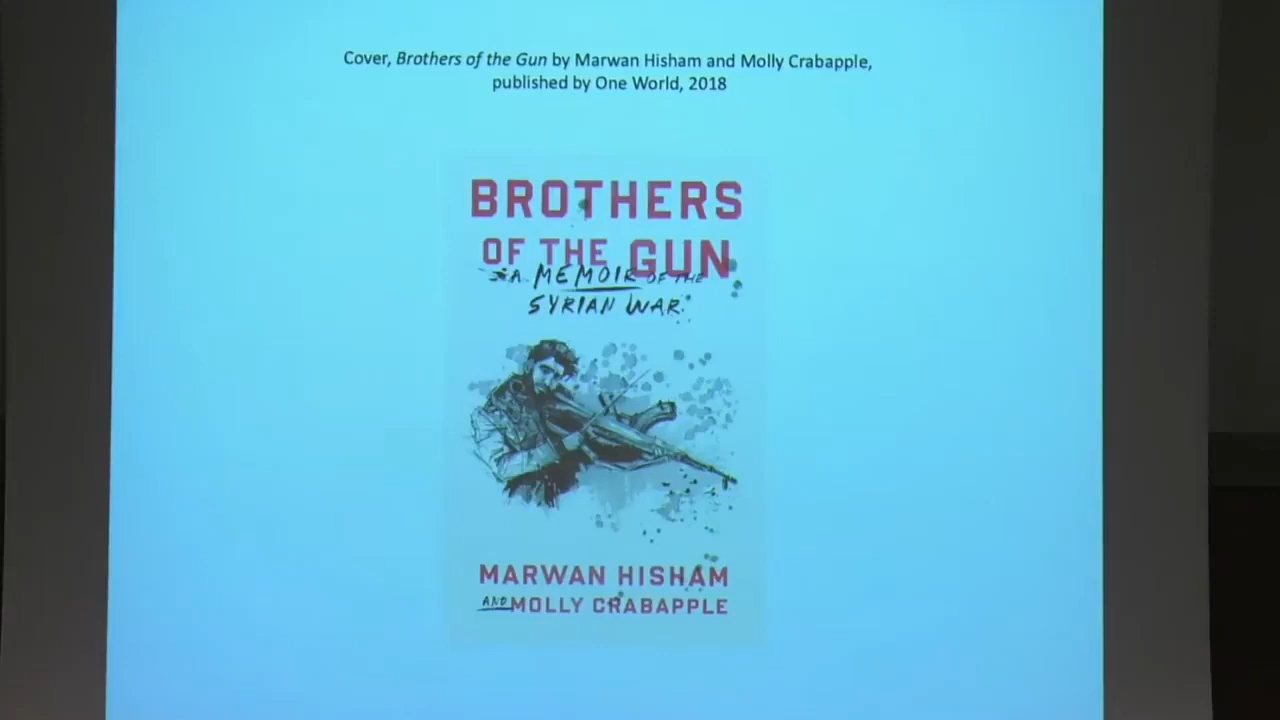 Cover, Brothers of the Gun by Marwan Hisham and Molly Crabapple,
published by One World, 2018
BROTHERS
OF THE GUN
A MEMOIR OF THE
SYRIAN WAR
MARWAN HISHAM
AND MOLLY CRABAPPLE